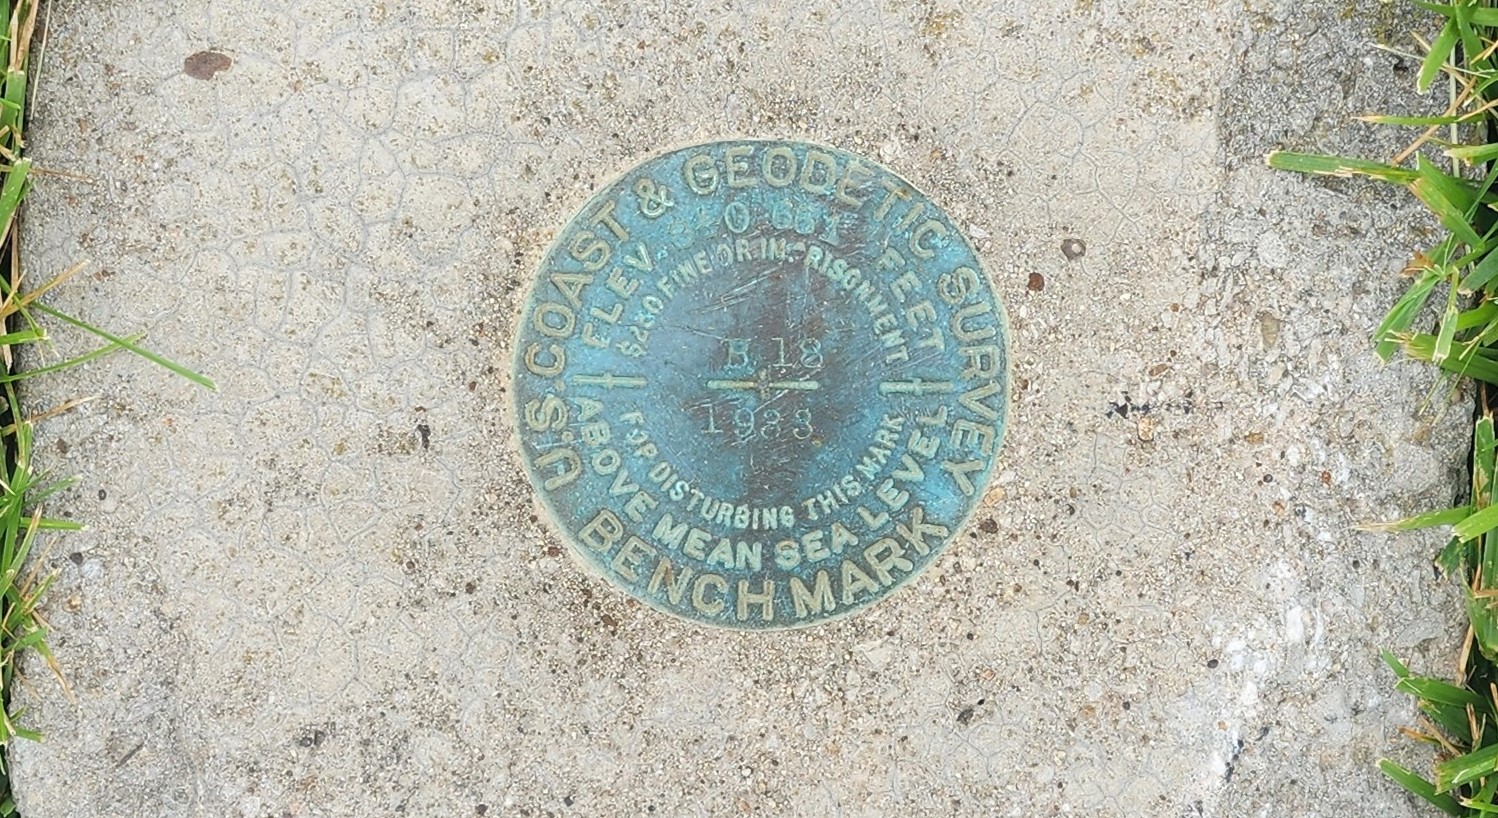 U.S. COAST & GEODETIC SURVEY
ELEV. FEET
$250 FINE OR IMPRISONMENT
B 18
1933
FOR DISTURBING THIS MARK
ABOVE MEAN SEA LEVEL
BENCH MARK